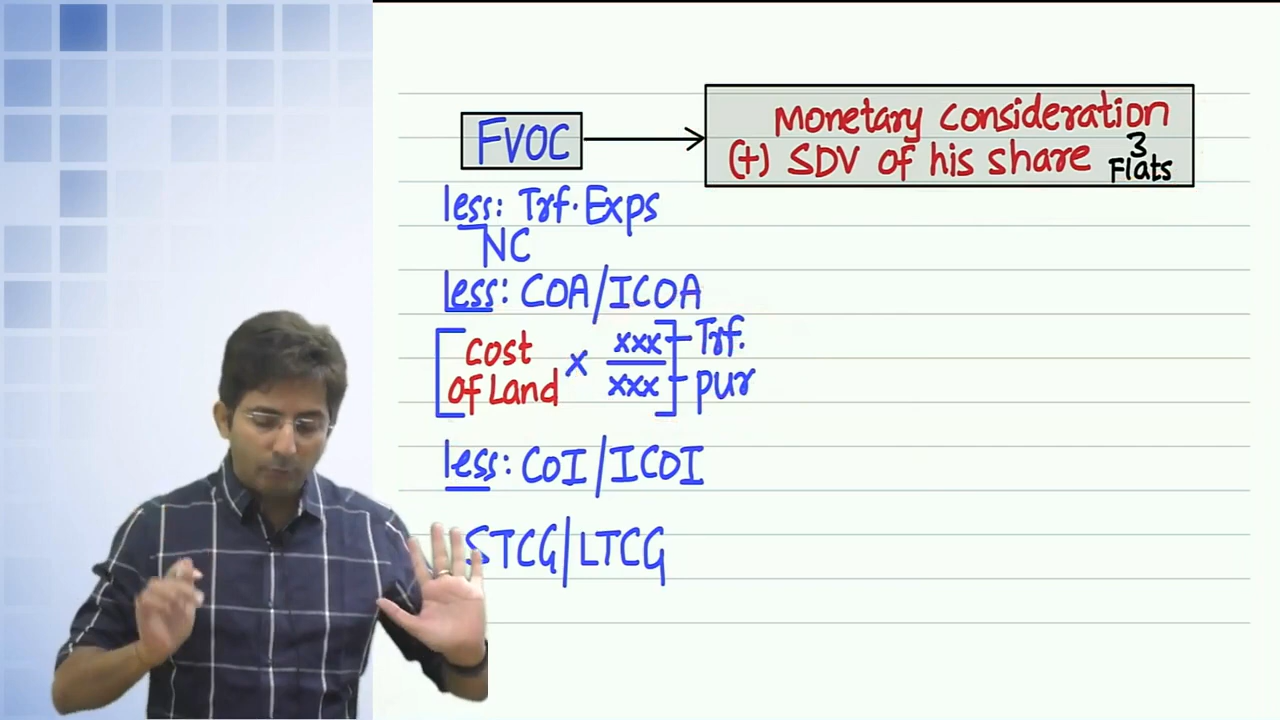 FVOC
Monetary consideration
(+) SDV of his share 3 Flats
less: Trf. Exps
NC
less: COA/ICOA
[cost of Land x xxx/xxx] Trf. pur
less: COI/ICOI
STCG/LTCG